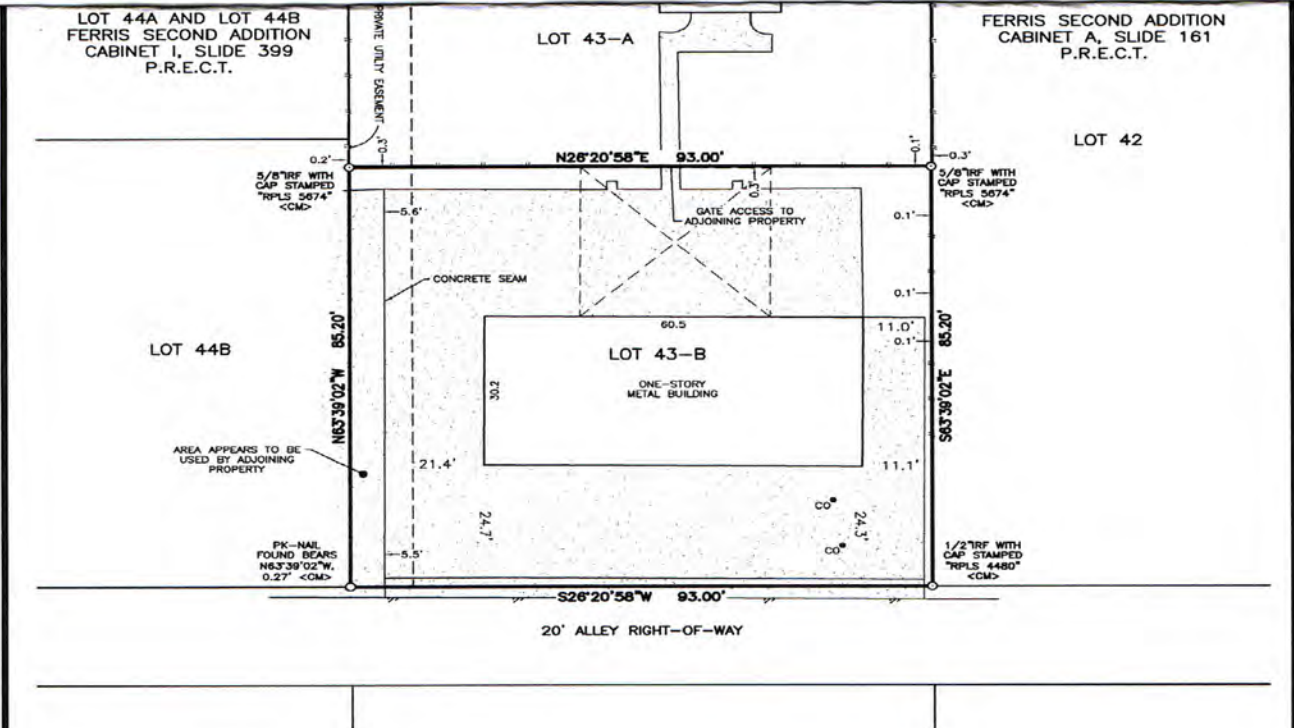 LOT 44A AND LOT 44B
FERRIS SECOND ADDITION
CABINET I, SLIDE 399
P.R.E.C.T.
PRIVATE UTILITY EASEMENT
LOT 43-A
FERRIS SECOND ADDITION
CABINET A, SLIDE 161
P.R.E.C.T.
LOT 42
0.2'
0.3'
N26°20'58"E 93.00'
0.1'
0.3'
5/8"IRF WITH
CAP STAMPED
"RPLS 5674"
<CM>
5/8"IRF WITH
CAP STAMPED
"RPLS 5674"
<CM>
5.6'
0.3'
GATE ACCESS TO
ADJOINING PROPERTY
0.1'
CONCRETE SEAM
0.1'
60.5
11.0'
0.1'
LOT 44B
N63°39'02"W 85.20'
LOT 43-B
ONE-STORY
METAL BUILDING
30.2
S63°39'02"E 85.20'
AREA APPEARS TO BE
USED BY ADJOINING
PROPERTY
21.4'
11.1'
24.7'
CO
24.3'
CO
PK-NAIL
FOUND BEARS
N63°39'02"W,
0.27' <CM>
5.5'
1/2"IRF WITH
CAP STAMPED
"RPLS 4480"
<CM>
S26°20'58"W 93.00'
20' ALLEY RIGHT-OF-WAY